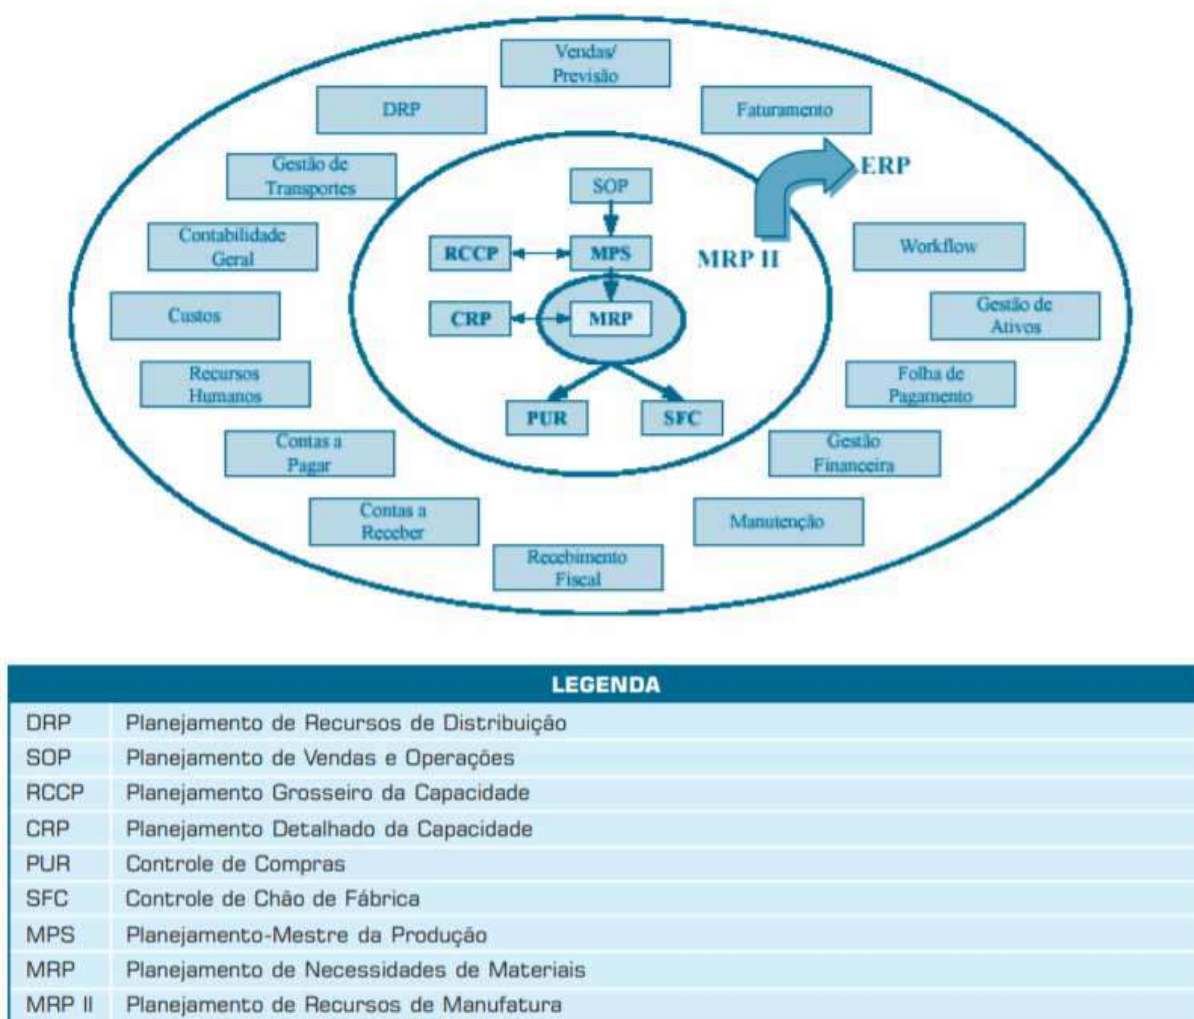 Vendas/
Previsão
DRP
Faturamento
Gestão de
Transportes
SOP
ERP
Contabilidade
Geral
RCCP
MPS
MRP II
Workflow
Custos
CRP
MRP
Gestão de
Ativos
Recursos
Humanos
Folha de
Pagamento
PUR
SFC
Contas a
Pagar
Gestão
Financeira
Contas a
Receber
Manutenção
Recebimento
Fiscal
LEGENDA
DRP Planejamento de Recursos de Distribuição
SOP Planejamento de Vendas e Operações
RCCP Planejamento Grosseiro da Capacidade
CRP Planejamento Detalhado da Capacidade
PUR Controle de Compras
SFC Controle de Chão de Fábrica
MPS Planejamento-Mestre da Produção
MRP Planejamento de Necessidades de Materiais
MRP II Planejamento de Recursos de Manufatura